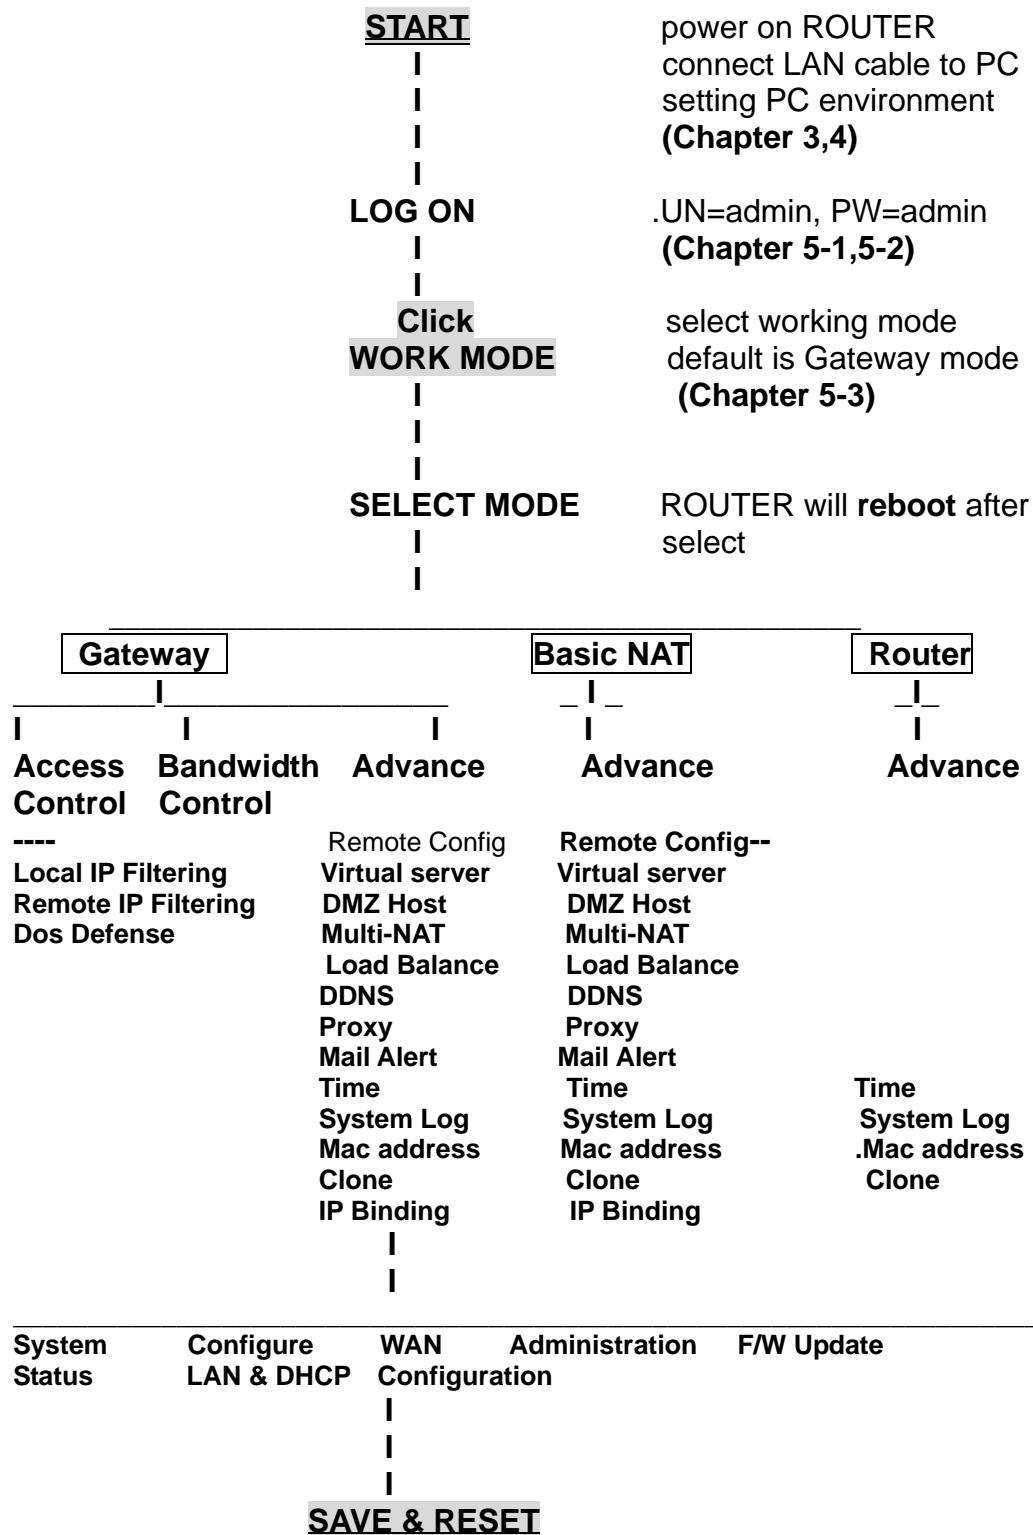 START power on ROUTER
I connect LAN cable to PC
I setting PC environment
I (Chapter 3,4)
I
LOG ON .UN=admin, PW=admin
I (Chapter 5-1,5-2)
I
Click select working mode
WORK MODE default is Gateway mode
I (Chapter 5-3)
I
I
SELECT MODE ROUTER will reboot after
I select
I
Gateway Basic NAT Router
________I________________ _ I _ _I_
I I I I I
Access Bandwidth Advance Advance Advance
Control Control
---- Remote Config Remote Config--
Local IP Filtering Virtual server Virtual server
Remote IP Filtering DMZ Host DMZ Host
Dos Defense Multi-NAT Multi-NAT
Load Balance Load Balance
DDNS DDNS
Proxy Proxy
Mail Alert Mail Alert
Time Time Time
System Log System Log System Log
Mac address Mac address .Mac address
Clone Clone Clone
IP Binding IP Binding
I
I
System Configure WAN Administration F/W Update
Status LAN & DHCP Configuration
I
I
I
SAVE & RESET